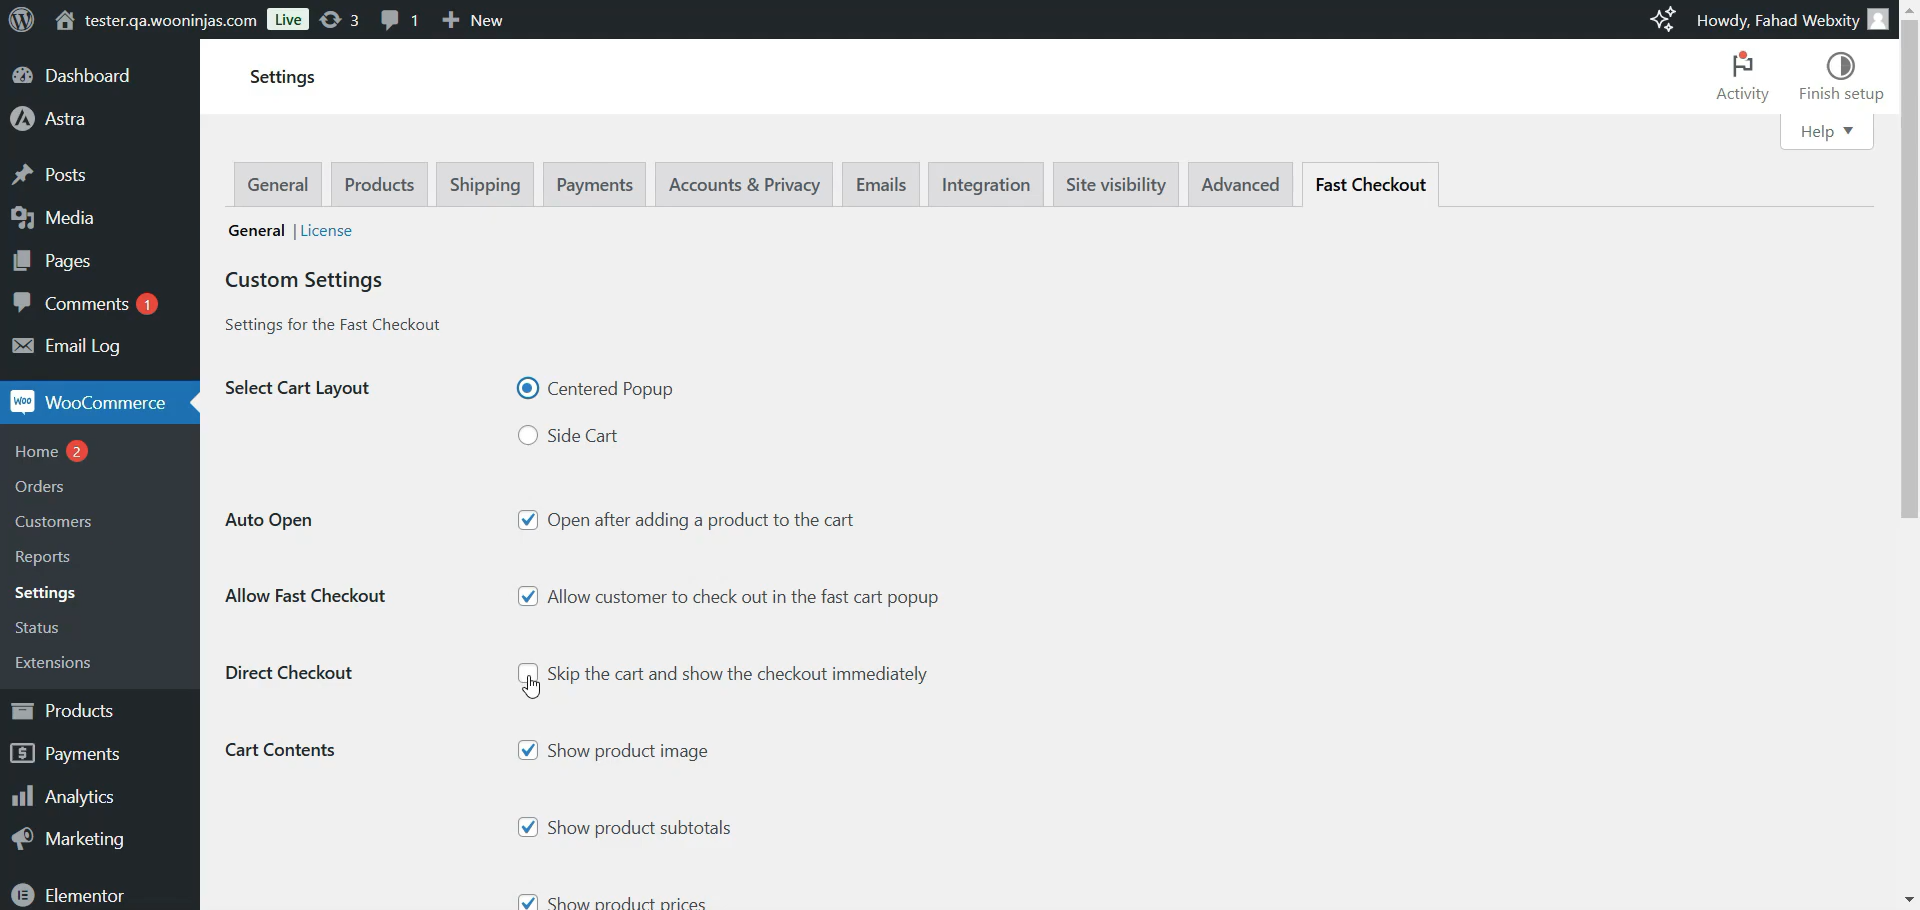 tester.qa.wooninjas.com Live 3 1 New Howdy, Fahad Webxity
Dashboard
Astra
Posts
Media
Pages
Comments 1
Email Log
Woo WooCommerce
Home 2
Orders
Customers
Reports
Settings
Status
Extensions
Products
Payments
Analytics
Marketing
Elementor
Settings
Activity
Finish setup
Help
General Products Shipping Payments Accounts & Privacy Emails Integration Site visibility Advanced Fast Checkout
General | License
Custom Settings
Settings for the Fast Checkout
Select Cart Layout Centered Popup
Side Cart
Auto Open Open after adding a product to the cart
Allow Fast Checkout Allow customer to check out in the fast cart popup
Direct Checkout Skip the cart and show the checkout immediately
Cart Contents Show product image
Show product subtotals
Show product prices